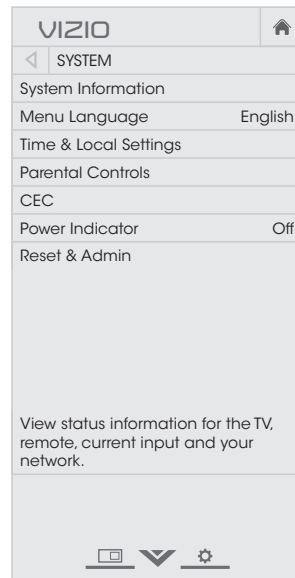 VIZIO
SYSTEM
System Information
Menu Language English
Time & Local Settings
Parental Controls
CEC
Power Indicator Off
Reset & Admin
View status information for the TV,
remote, current input and your
network.